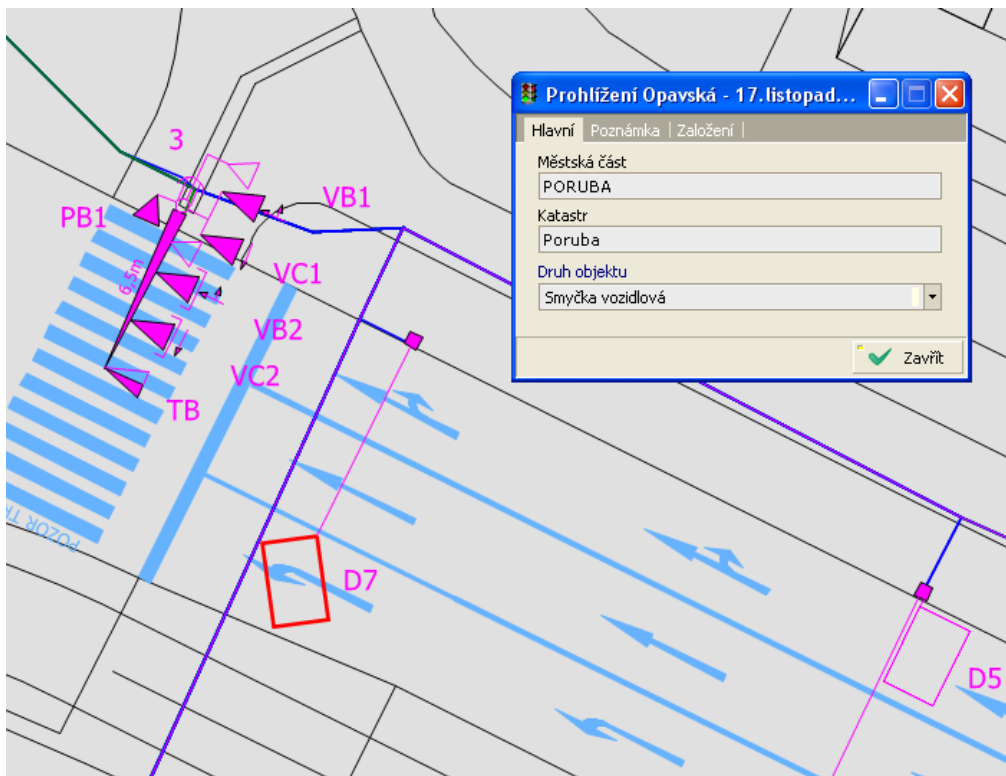 Prohlížení Opavská - 17.listopad...
Hlavní Poznámka Založení
Městská část
PORUBA
Katastr
Poruba
Druh objektu
Smyčka vozidlová
Zavřít
3
VB1
PB1
6,5m
VC1
VB2
VC2
TB
D7
D5
POZOR